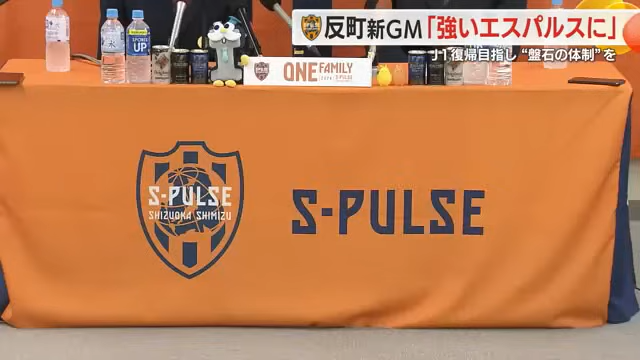 反町新GM「強いエスパルスに」
J1復帰目指し“盤石の体制”を
SPORTS
UP
ONE FAMILY
S-PULSE
SHIZUOKA SHIMIZU
S-PULSE